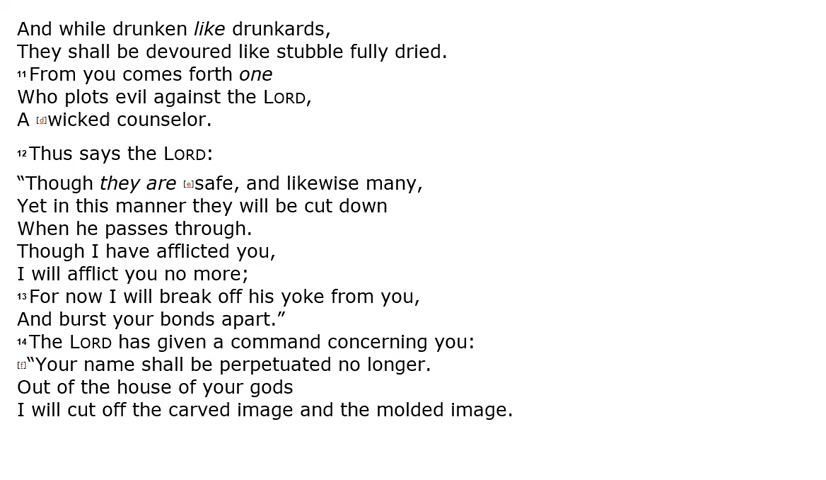 And while drunken like drunkards,
They shall be devoured like stubble fully dried.
11 From you comes forth one
Who plots evil against the LORD,
A [d]wicked counselor.
12 Thus says the LORD:
“Though they are [e]safe, and likewise many,
Yet in this manner they will be cut down
When he passes through.
Though I have afflicted you,
I will afflict you no more;
13 For now I will break off his yoke from you,
And burst your bonds apart.”
14 The LORD has given a command concerning you:
[f]“Your name shall be perpetuated no longer.
Out of the house of your gods
I will cut off the carved image and the molded image.